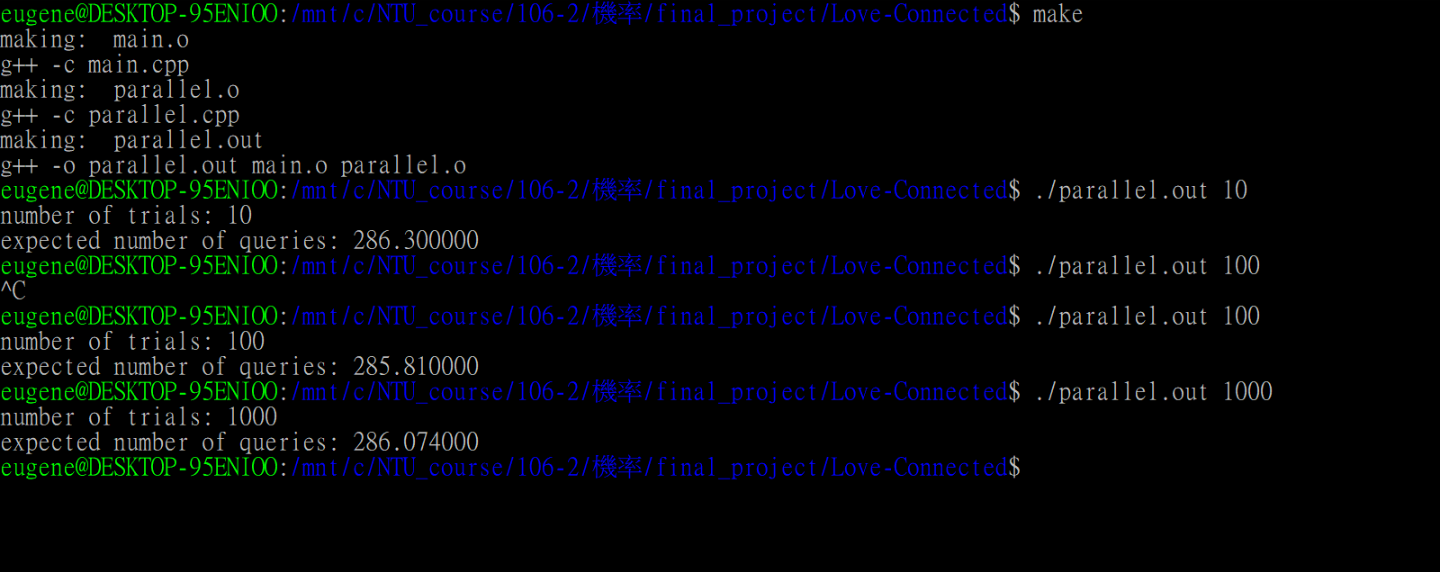 eugene@DESKTOP-95ENIOO:/mnt/c/NTU_course/106-2/機率/final_project/Love-Connected$ make
making:  main.o
g++ -c main.cpp
making:  parallel.o
g++ -c parallel.cpp
making:  parallel.out
g++ -o parallel.out main.o parallel.o
eugene@DESKTOP-95ENIOO:/mnt/c/NTU_course/106-2/機率/final_project/Love-Connected$ ./parallel.out 10
number of trials: 10
expected number of queries: 286.300000
eugene@DESKTOP-95ENIOO:/mnt/c/NTU_course/106-2/機率/final_project/Love-Connected$ ./parallel.out 100
^C
eugene@DESKTOP-95ENIOO:/mnt/c/NTU_course/106-2/機率/final_project/Love-Connected$ ./parallel.out 100
number of trials: 100
expected number of queries: 285.810000
eugene@DESKTOP-95ENIOO:/mnt/c/NTU_course/106-2/機率/final_project/Love-Connected$ ./parallel.out 1000
number of trials: 1000
expected number of queries: 286.074000
eugene@DESKTOP-95ENIOO:/mnt/c/NTU_course/106-2/機率/final_project/Love-Connected$